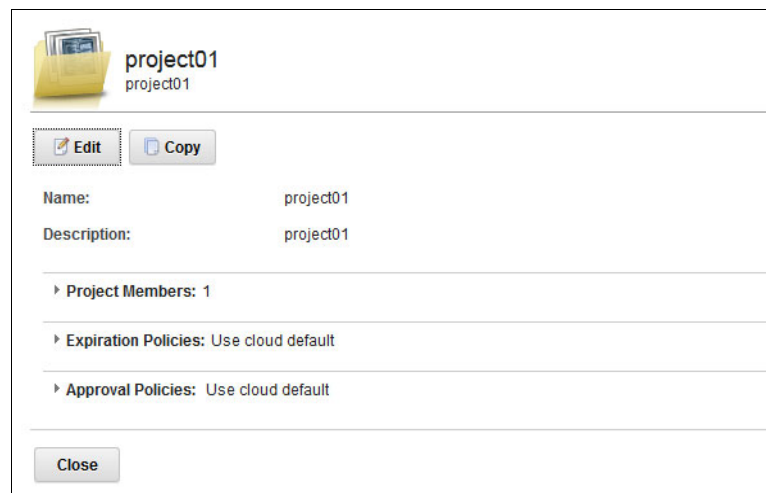 project01
project01
Edit Copy
Name: project01
Description: project01
Project Members: 1
Expiration Policies: Use cloud default
Approval Policies: Use cloud default
Close